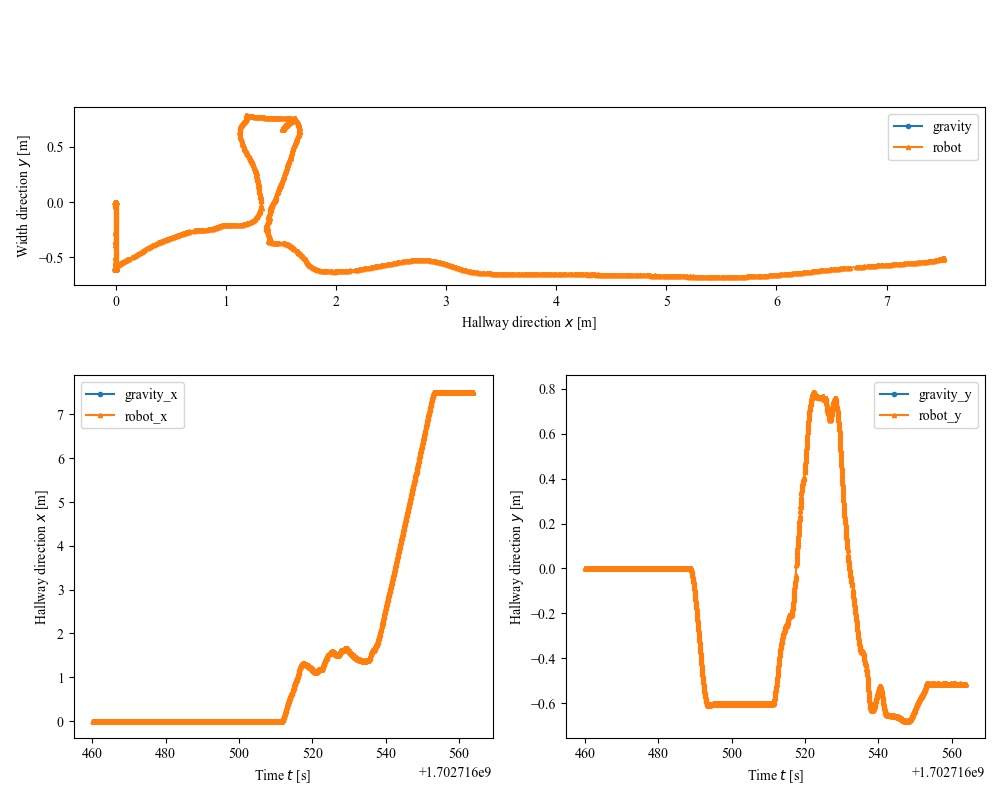 gravity
robot
0.5
0.0
−0.5
Width direction y [m]
0 1 2 3 4 5 6 7
Hallway direction x [m]
gravity_x
robot_x
7
6
5
4
3
2
1
0
Hallway direction x [m]
460 480 500 520 540 560
+1.702716e9
Time t [s]
gravity_y
robot_y
0.8
0.6
0.4
0.2
0.0
−0.2
−0.4
−0.6
Hallway direction y [m]
460 480 500 520 540 560
+1.702716e9
Time t [s]